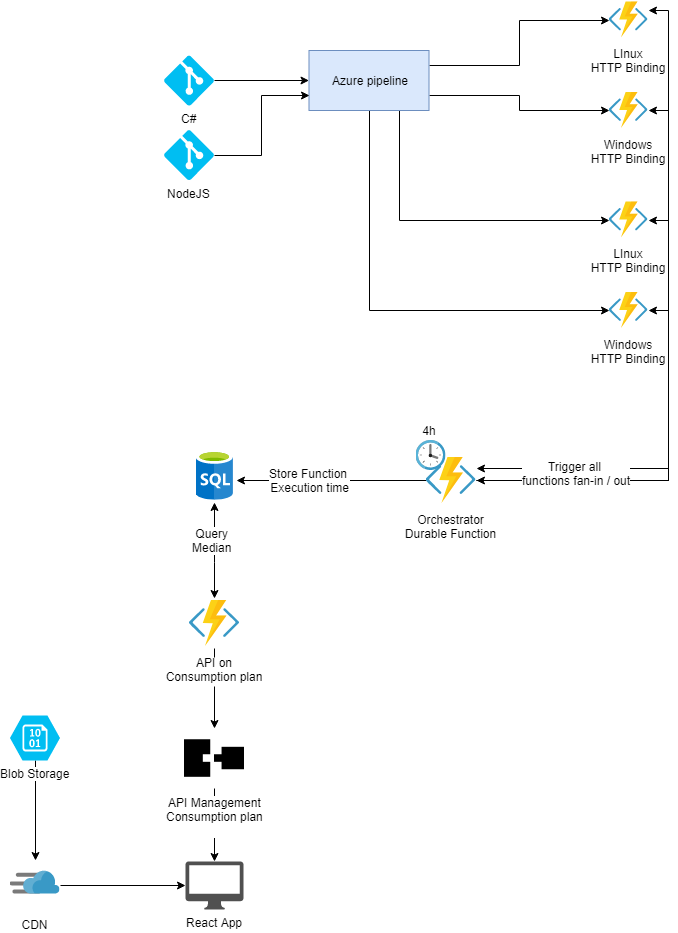 LInux
HTTP Binding
Azure pipeline
C#
Windows
HTTP Binding
NodeJS
LInux
HTTP Binding
Windows
HTTP Binding
4h
Trigger all
functions fan-in / out
Store Function
Execution time
SQL
Orchestrator
Durable Function
Query
Median
API on
Consumption plan
10
01
Blob Storage
API Management
Consumption plan
CDN
React App